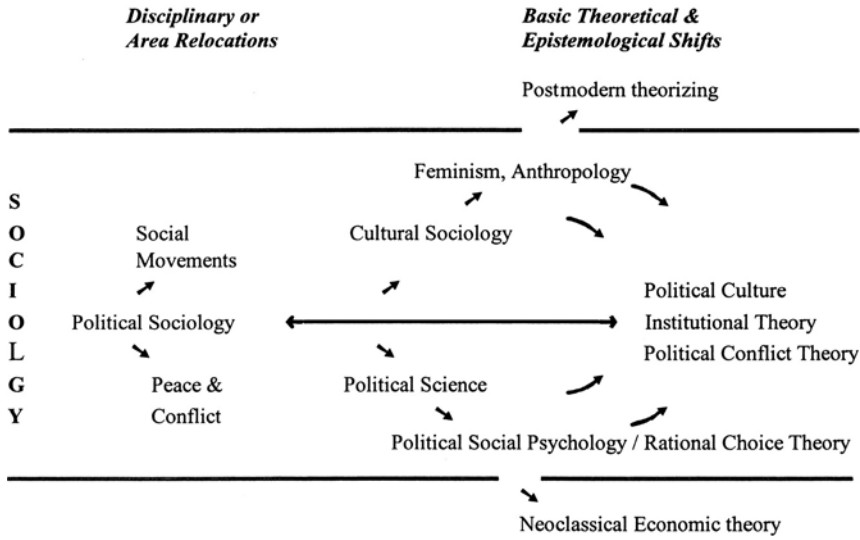 Disciplinary or
Area Relocations
Basic Theoretical &
Epistemological Shifts
Postmodern theorizing
Feminism, Anthropology
S
O
C
I
O
L
G
Y
Social
Movements
Cultural Sociology
Political Sociology
Political Culture
Institutional Theory
Political Conflict Theory
Peace &
Conflict
Political Science
Political Social Psychology / Rational Choice Theory
Neoclassical Economic theory